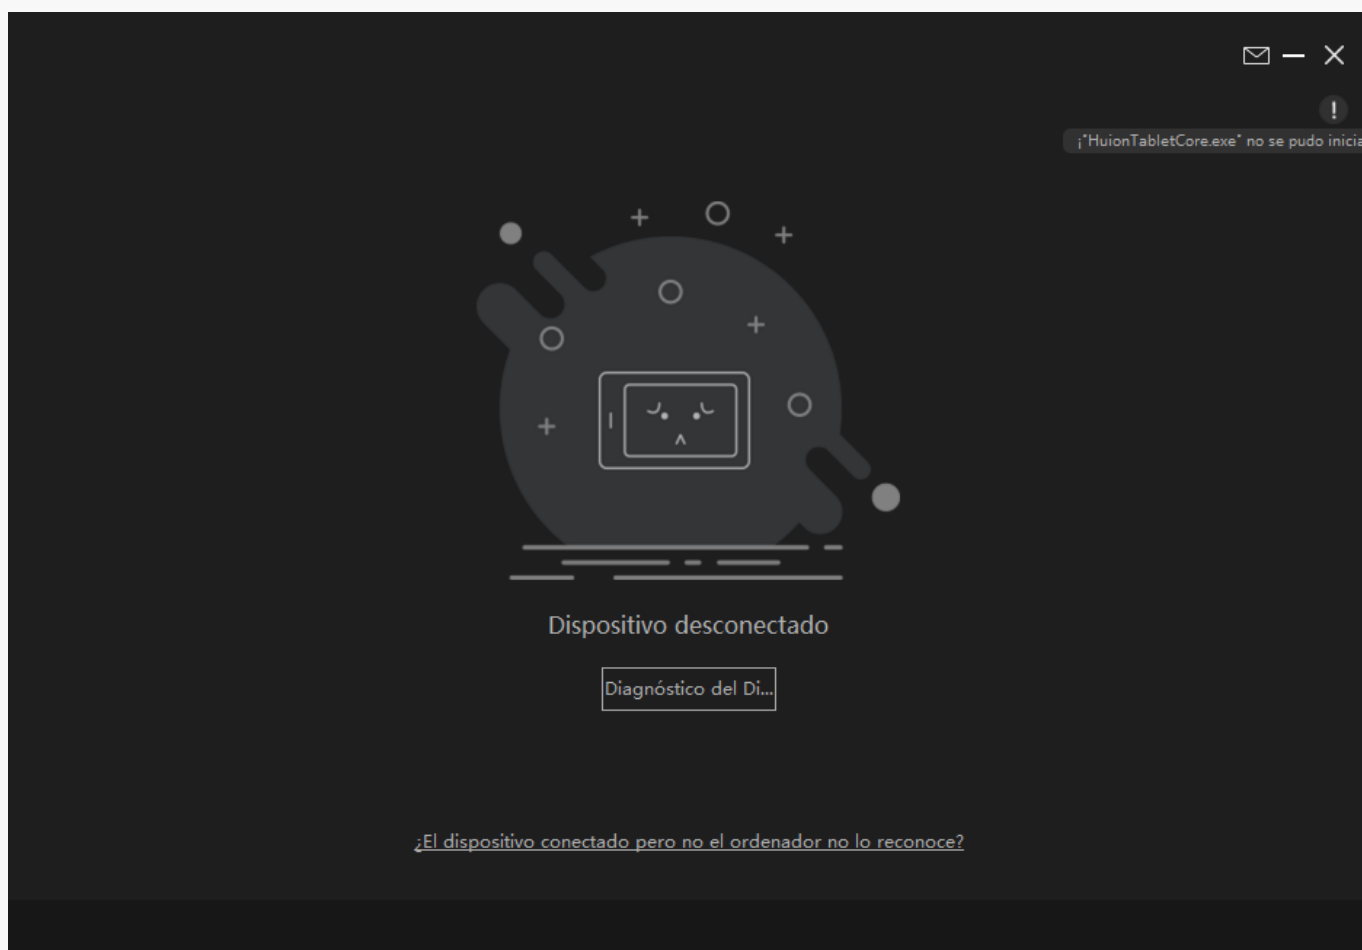 ¡"HuionTabletCore.exe" no se pudo inicia
Dispositivo desconectado
Diagnóstico del Di...
¿El dispositivo conectado pero no el ordenador no lo reconoce?